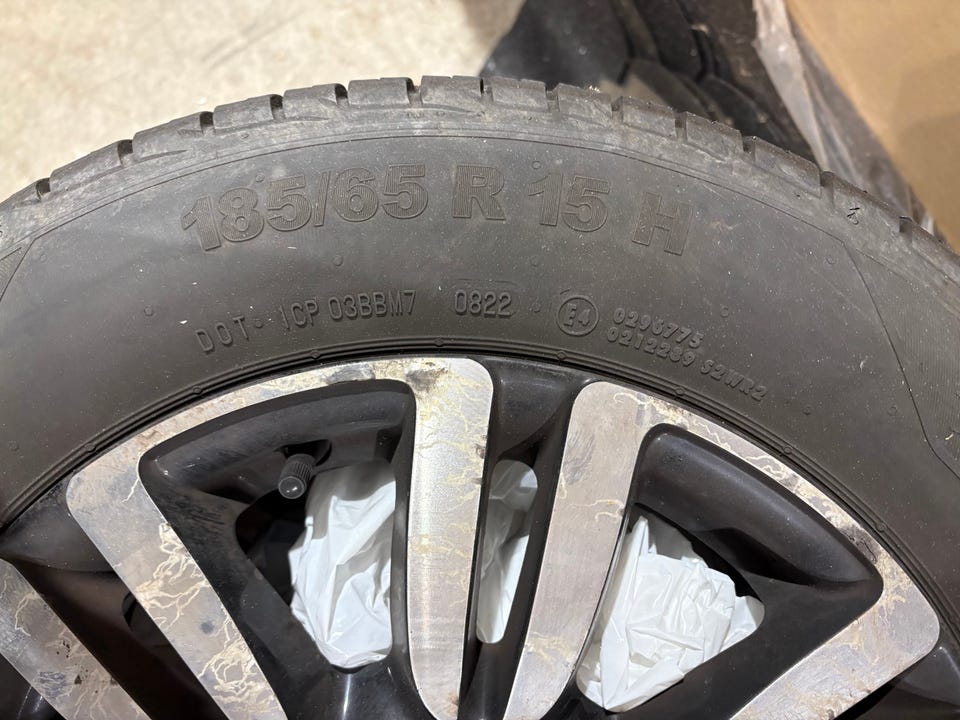 185/65 R 15 H
DOT 1CP 03BBM7 0822 E4 0296775
0212289 S2WR2